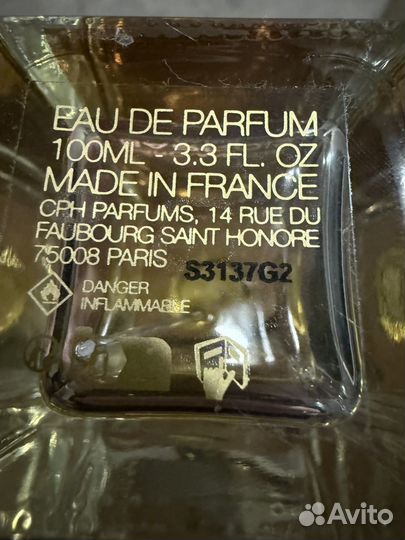 EAU DE PARFUM
100ML - 3.3 FL. OZ
MADE IN FRANCE
CPH PARFUMS, 14 RUE DU
FAUBOURG SAINT HONORE
75008 PARIS
S3137G2
DANGER
INFLAMMABLE
Avito